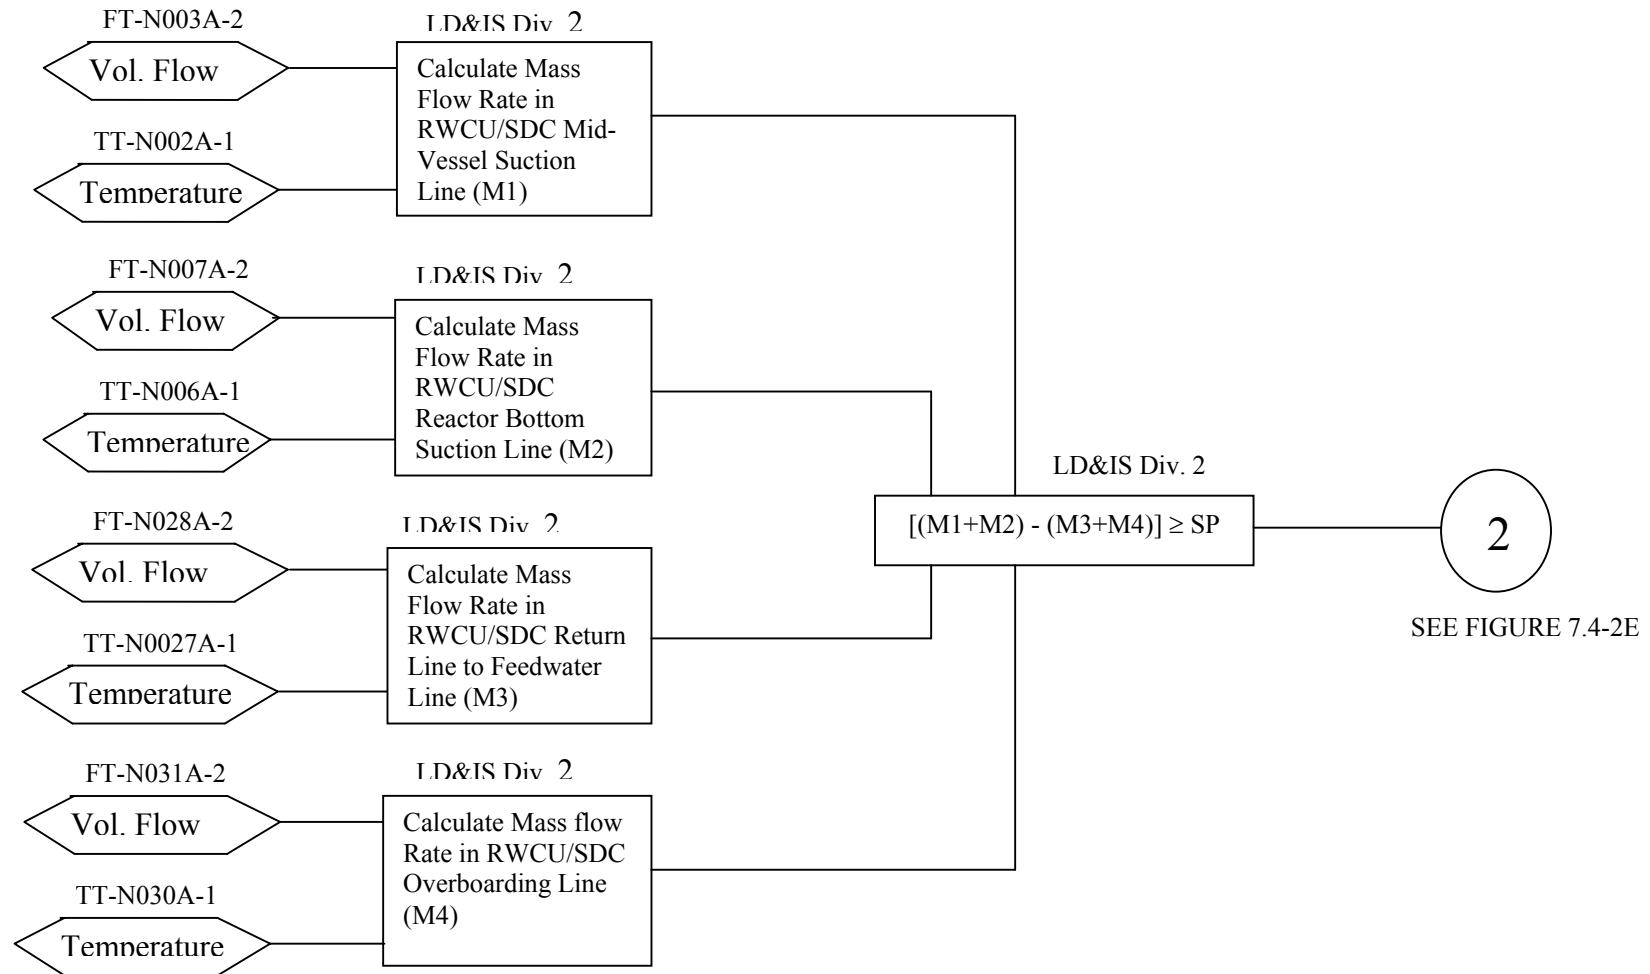 FT-N003A-2
Vol. Flow
TT-N002A-1
Temperature
LD&IS Div. 2
Calculate Mass
Flow Rate in
RWCU/SDC Mid-
Vessel Suction
Line (M1)
FT-N007A-2
Vol. Flow
TT-N006A-1
Temperature
LD&IS Div. 2
Calculate Mass
Flow Rate in
RWCU/SDC
Reactor Bottom
Suction Line (M2)
FT-N028A-2
Vol. Flow
TT-N0027A-1
Temperature
LD&IS Div. 2
Calculate Mass
Flow Rate in
RWCU/SDC Return
Line to Feedwater
Line (M3)
FT-N031A-2
Vol. Flow
TT-N030A-1
Temperature
LD&IS Div. 2
Calculate Mass flow
Rate in RWCU/SDC
Overboarding Line
(M4)
LD&IS Div. 2
[(M1+M2) - (M3+M4)] ≥ SP
2
SEE FIGURE 7.4-2E